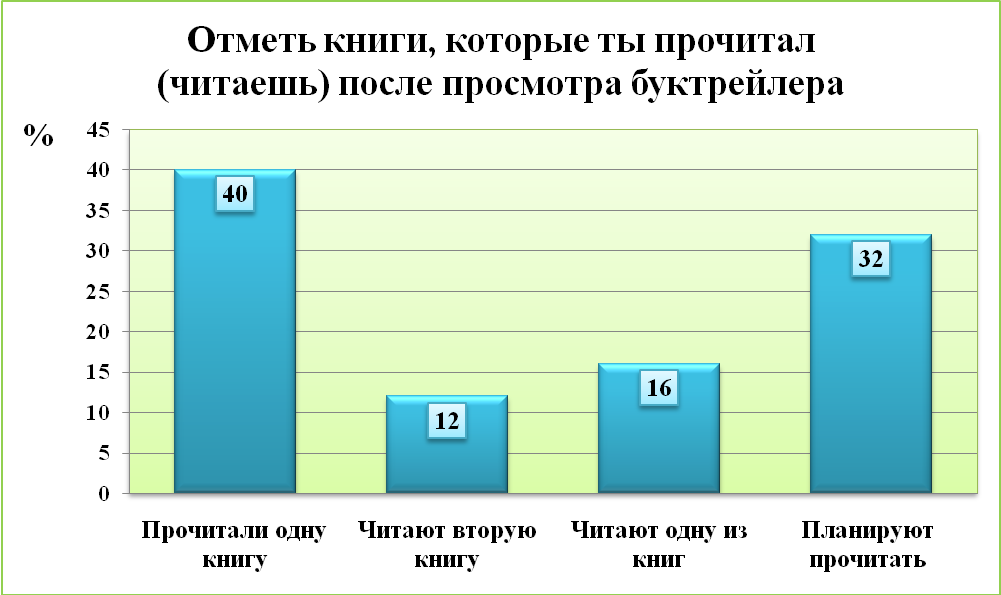 Отметь книги, которые ты прочитал
(читаешь) после просмотра буктрейлера
%
45
40
35
30
25
20
15
10
5
0
40
12
16
32
Прочитали одну
книгу
Читают вторую
книгу
Читают одну из
книг
Планируют
прочитать